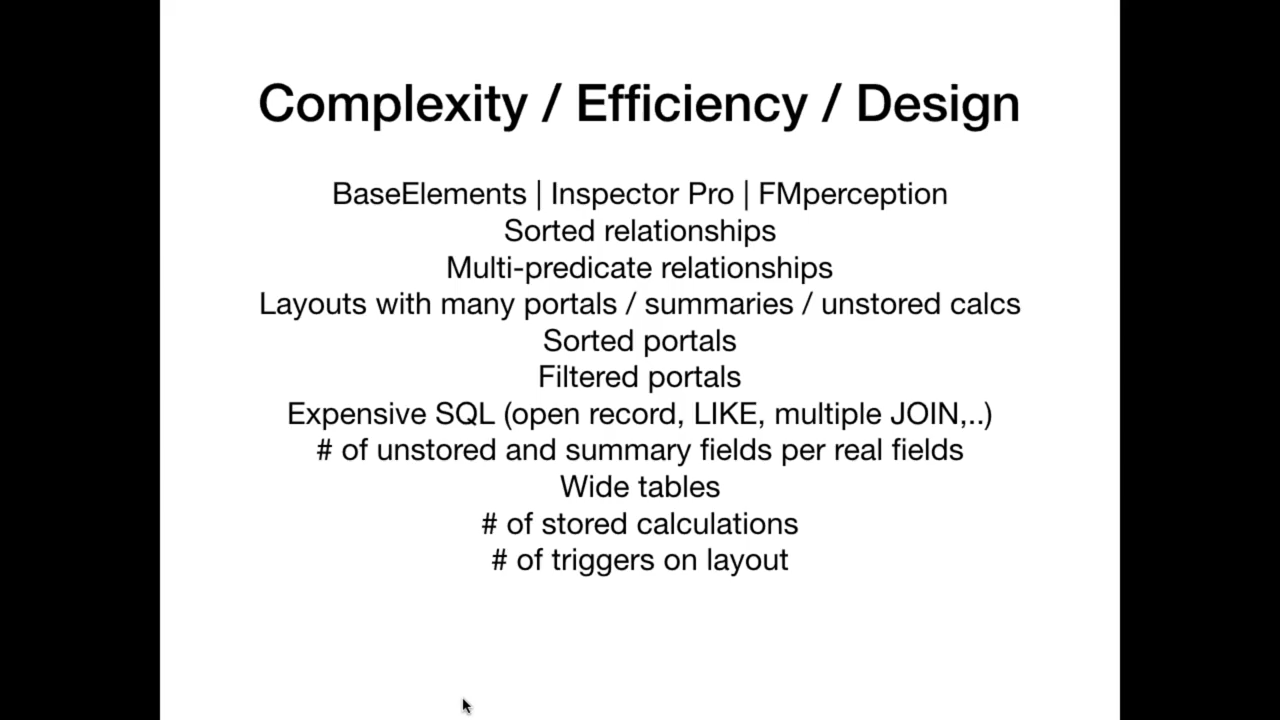 Complexity / Efficiency / Design
BaseElements | Inspector Pro | FMperception
Sorted relationships
Multi-predicate relationships
Layouts with many portals / summaries / unstored calcs
Sorted portals
Filtered portals
Expensive SQL (open record, LIKE, multiple JOIN,..)
# of unstored and summary fields per real fields
Wide tables
# of stored calculations
# of triggers on layout